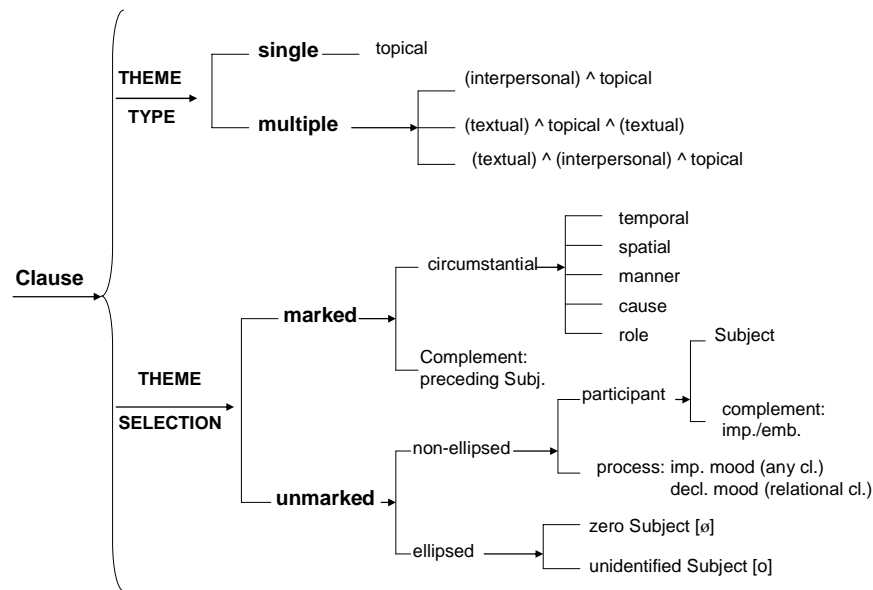 single
topical
THEME
TYPE
(interpersonal) ^ topical
multiple
(textual) ^ topical ^ (textual)
(textual) ^ (interpersonal) ^ topical
Clause
temporal
circumstantial
spatial
manner
marked
cause
role
Complement:
preceding Subj.
Subject
THEME
SELECTION
participant
complement:
imp./emb.
non-ellipsed
process: imp. mood (any cl.)
decl. mood (relational cl.)
unmarked
zero Subject [ø]
ellipsed
unidentified Subject [o]